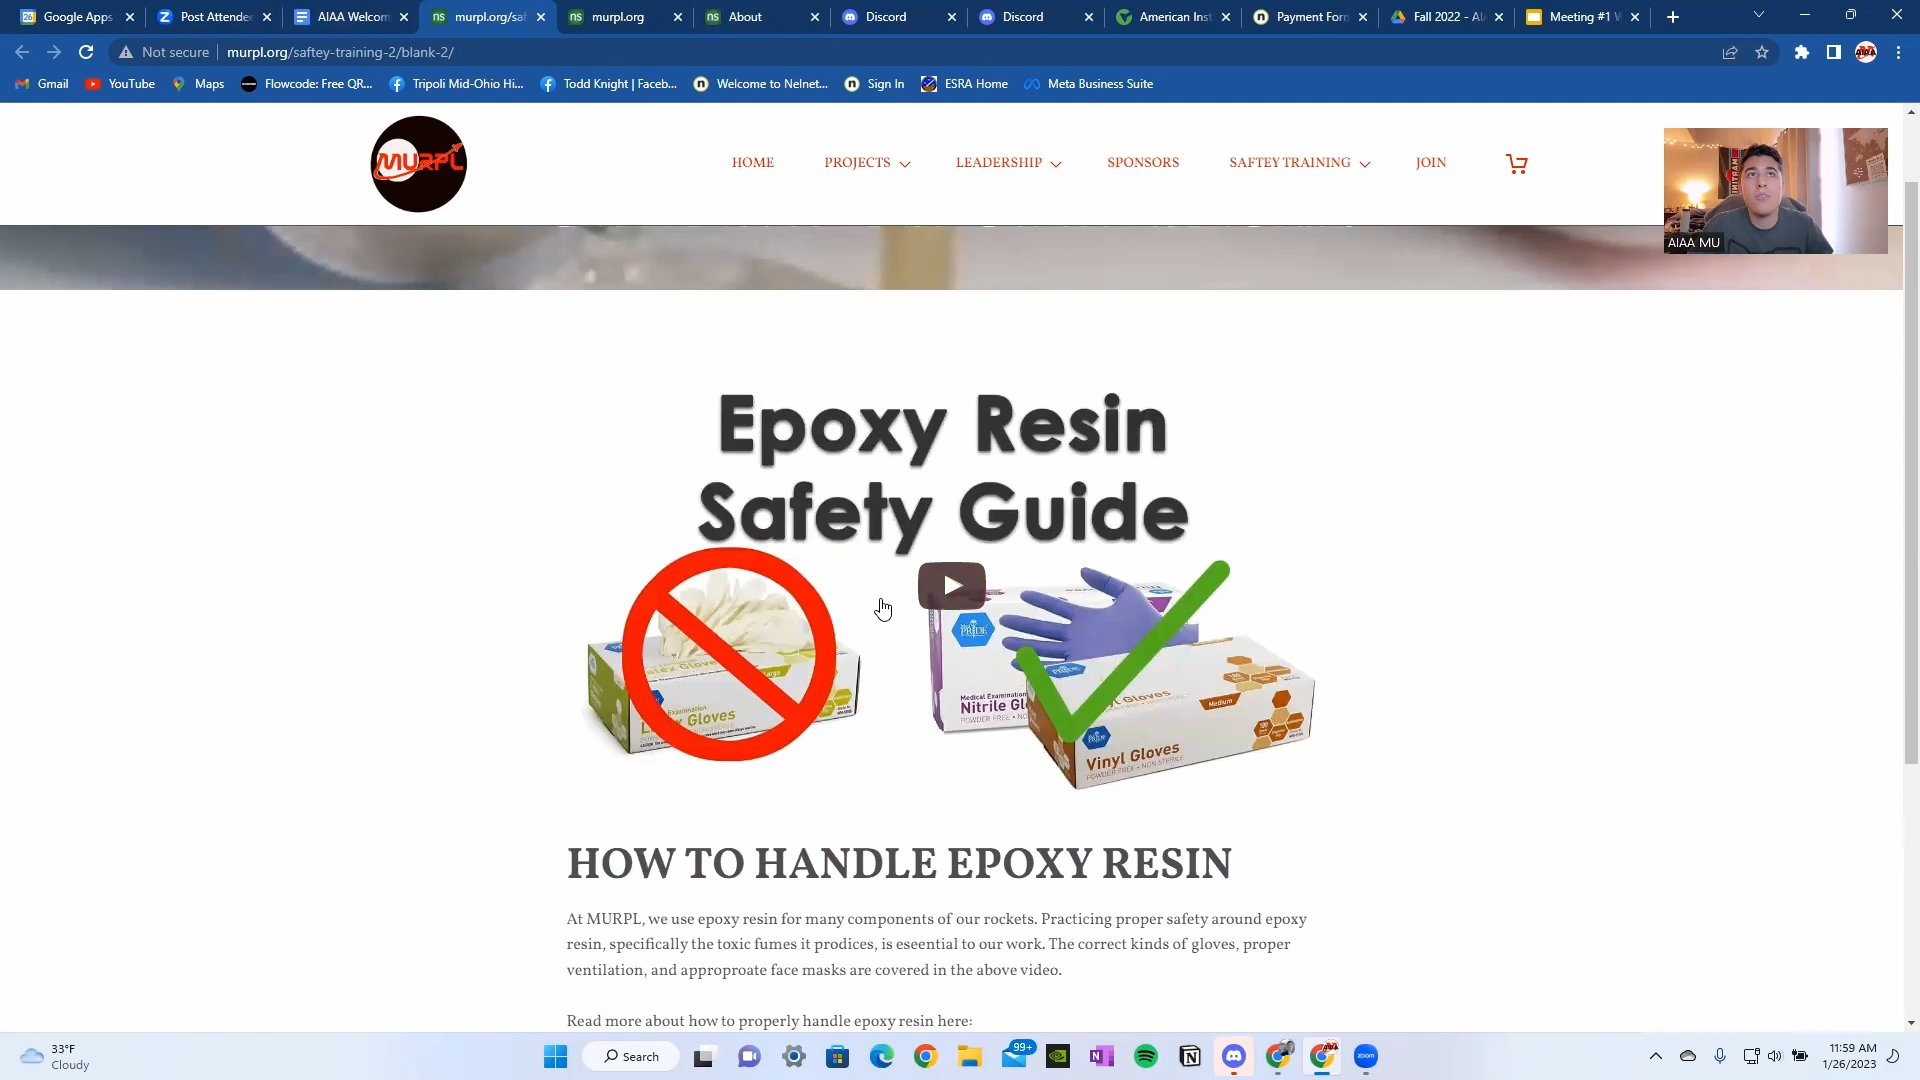 Google Apps
Post Attendee
AIAA Welcom
murpl.org/saf
murpl.org
About
Discord
Discord
American Inst
Payment Form
Fall 2022 - AI
Meeting #1 W
Not secure
murpl.org/saftey-training-2/blank-2/
Gmail
YouTube
Maps
Flowcode: Free QR...
Tripoli Mid-Ohio Hi...
Todd Knight | Faceb...
Welcome to Nelnet...
Sign In
ESRA Home
Meta Business Suite
MURPL
HOME
PROJECTS
LEADERSHIP
SPONSORS
SAFTEY TRAINING
JOIN
AIAA MU
Epoxy Resin
Safety Guide
PRIDE
Medical Examination
Nitrile Gl
POWDER FREE
Examination
Gloves
Medium
Vinyl Gloves
POWDER FREE • NON STERILE
HOW TO HANDLE EPOXY RESIN
At MURPL, we use epoxy resin for many components of our rockets. Practicing proper safety around epoxy
resin, specifically the toxic fumes it prodices, is eseential to our work. The correct kinds of gloves, proper
ventilation, and approproate face masks are covered in the above video.
Read more about how to properly handle epoxy resin here:
33°F
Cloudy
Search
99+
zoom
11:59 AM
1/26/2023